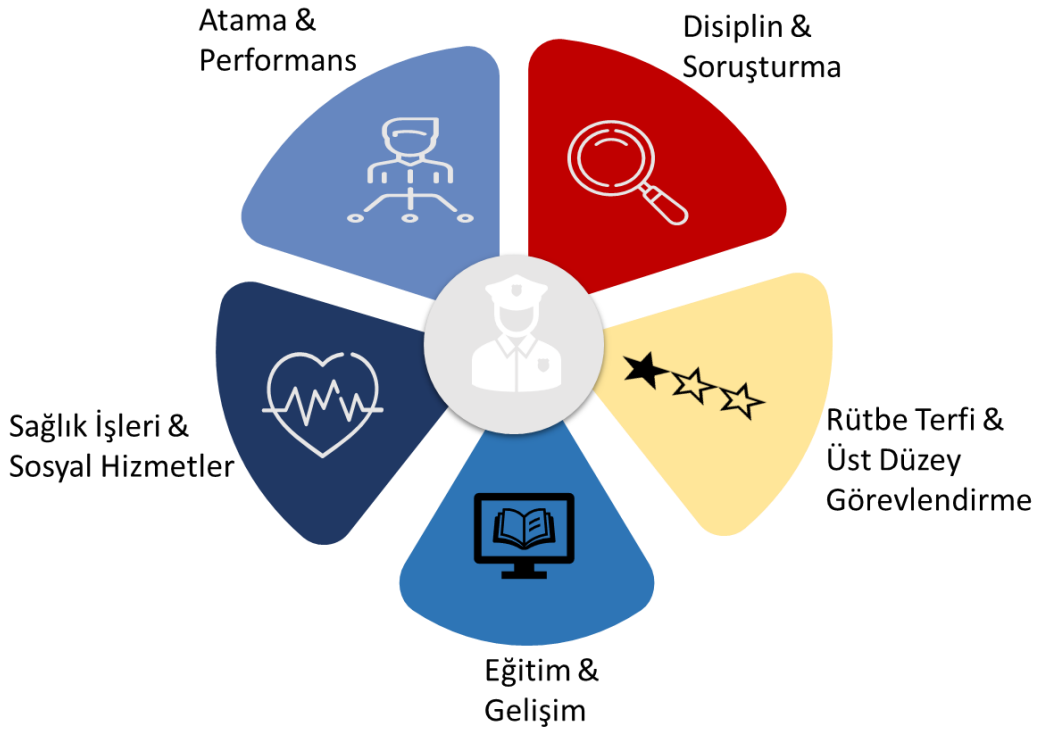 Atama &
Performans
Disiplin &
Soruşturma
Rütbe Terfi &
Üst Düzey
Görevlendirme
Eğitim &
Gelişim
Sağlık İşleri &
Sosyal Hizmetler